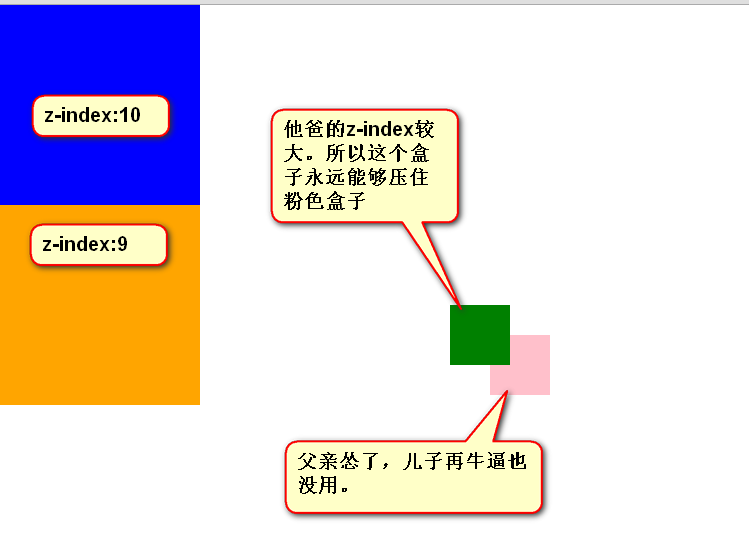 z-index:10
他爸的z-index较
大。所以这个盒
子永远能够压住
粉色盒子
z-index:9
父亲怂了，儿子再牛逼也
没用。